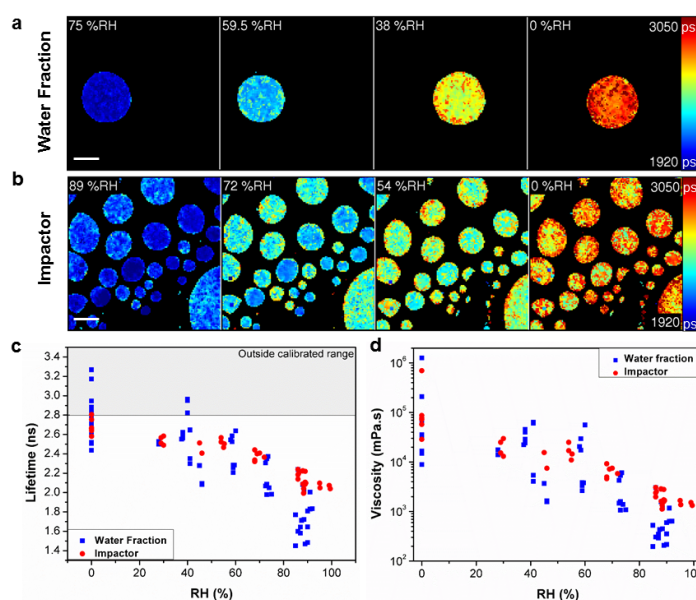 a
Water Fraction
75 %RH
59.5 %RH
38 %RH
0 %RH
3050 ps
1920 ps
b
Impactor
89 %RH
72 %RH
54 %RH
0 %RH
3050 ps
1920 ps
c
Outside calibrated range
3.4
3.2
3.0
2.8
2.6
2.4
2.2
2.0
1.8
1.6
1.4
Lifetime (ns)
Water Fraction
Impactor
0 20 40 60 80 100
RH (%)
d
Water fraction
Impactor
10⁶
10⁵
10⁴
10³
10²
Viscosity (mPa.s)
0 20 40 60 80 100
RH (%)